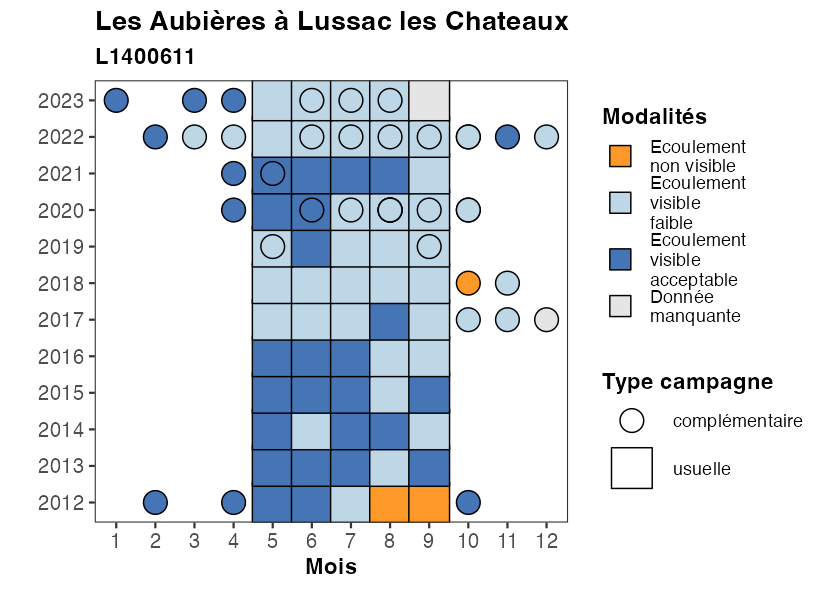 Les Aubières à Lussac les Chateaux
L1400611
2023
2022
2021
2020
2019
2018
2017
2016
2015
2014
2013
2012
1 2 3 4 5 6 7 8 9 10 11 12
Mois
Modalités
Ecoulement
non visible
Ecoulement
visible
faible
Ecoulement
visible
acceptable
Donnée
manquante
Type campagne
complémentaire
usuelle